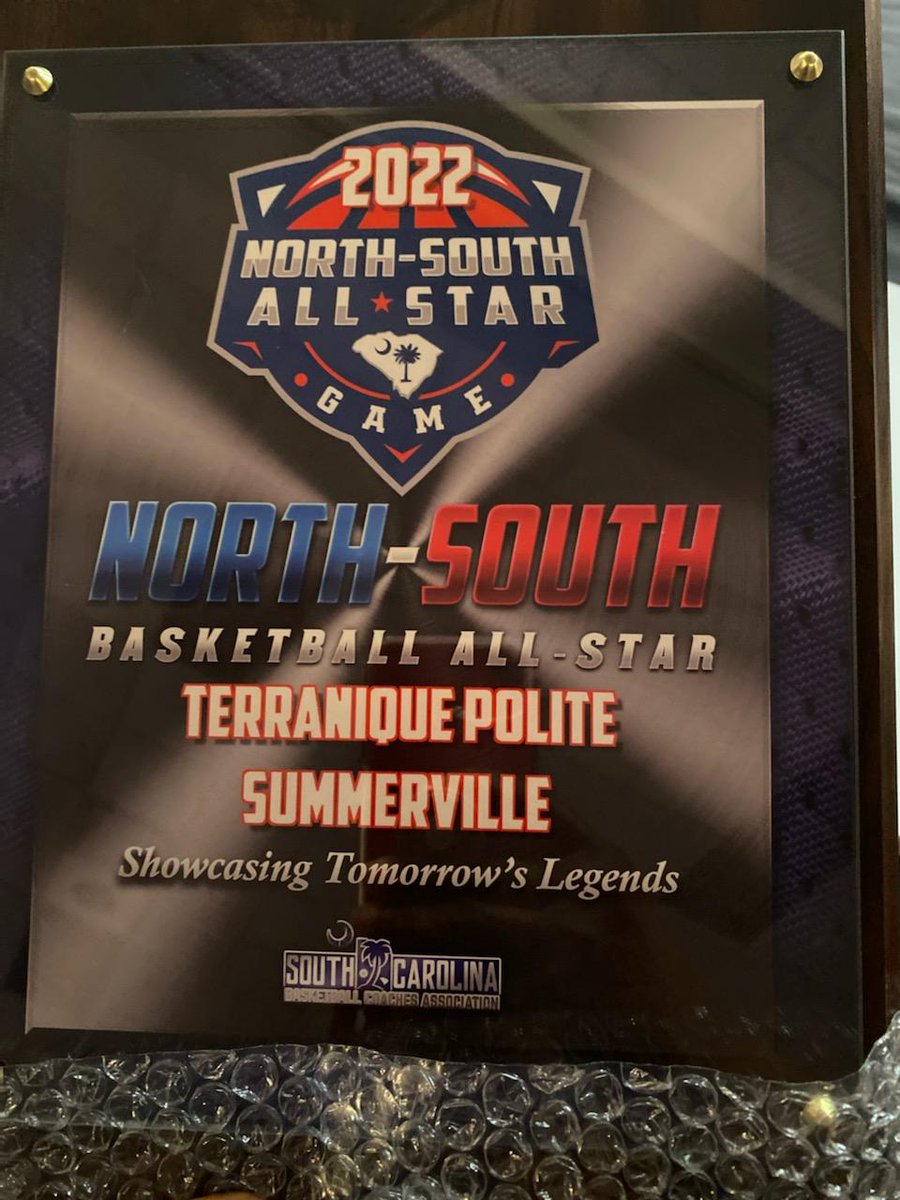 2022
NORTH-SOUTH
ALL★STAR
GAME
NORTH-SOUTH
BASKETBALL ALL-STAR
TERRANIQUE POLITE
SUMMERVILLE
Showcasing Tomorrow's Legends
SOUTH CAROLINA
BASKETBALL COACHES ASSOCIATION